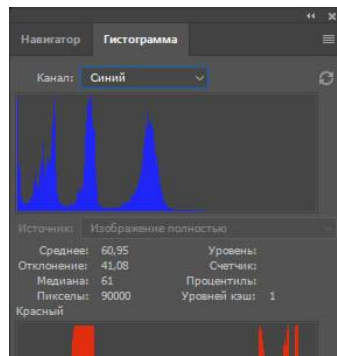 Навигатор Гистограмма
Канал: Синий
Источник: Изображение полностью
Среднее: 60,95 Уровень:
Отклонение: 41,08 Счетчик:
Медиана: 61 Процентиль:
Пикселы: 90000 Уровней кэш: 1
Красный